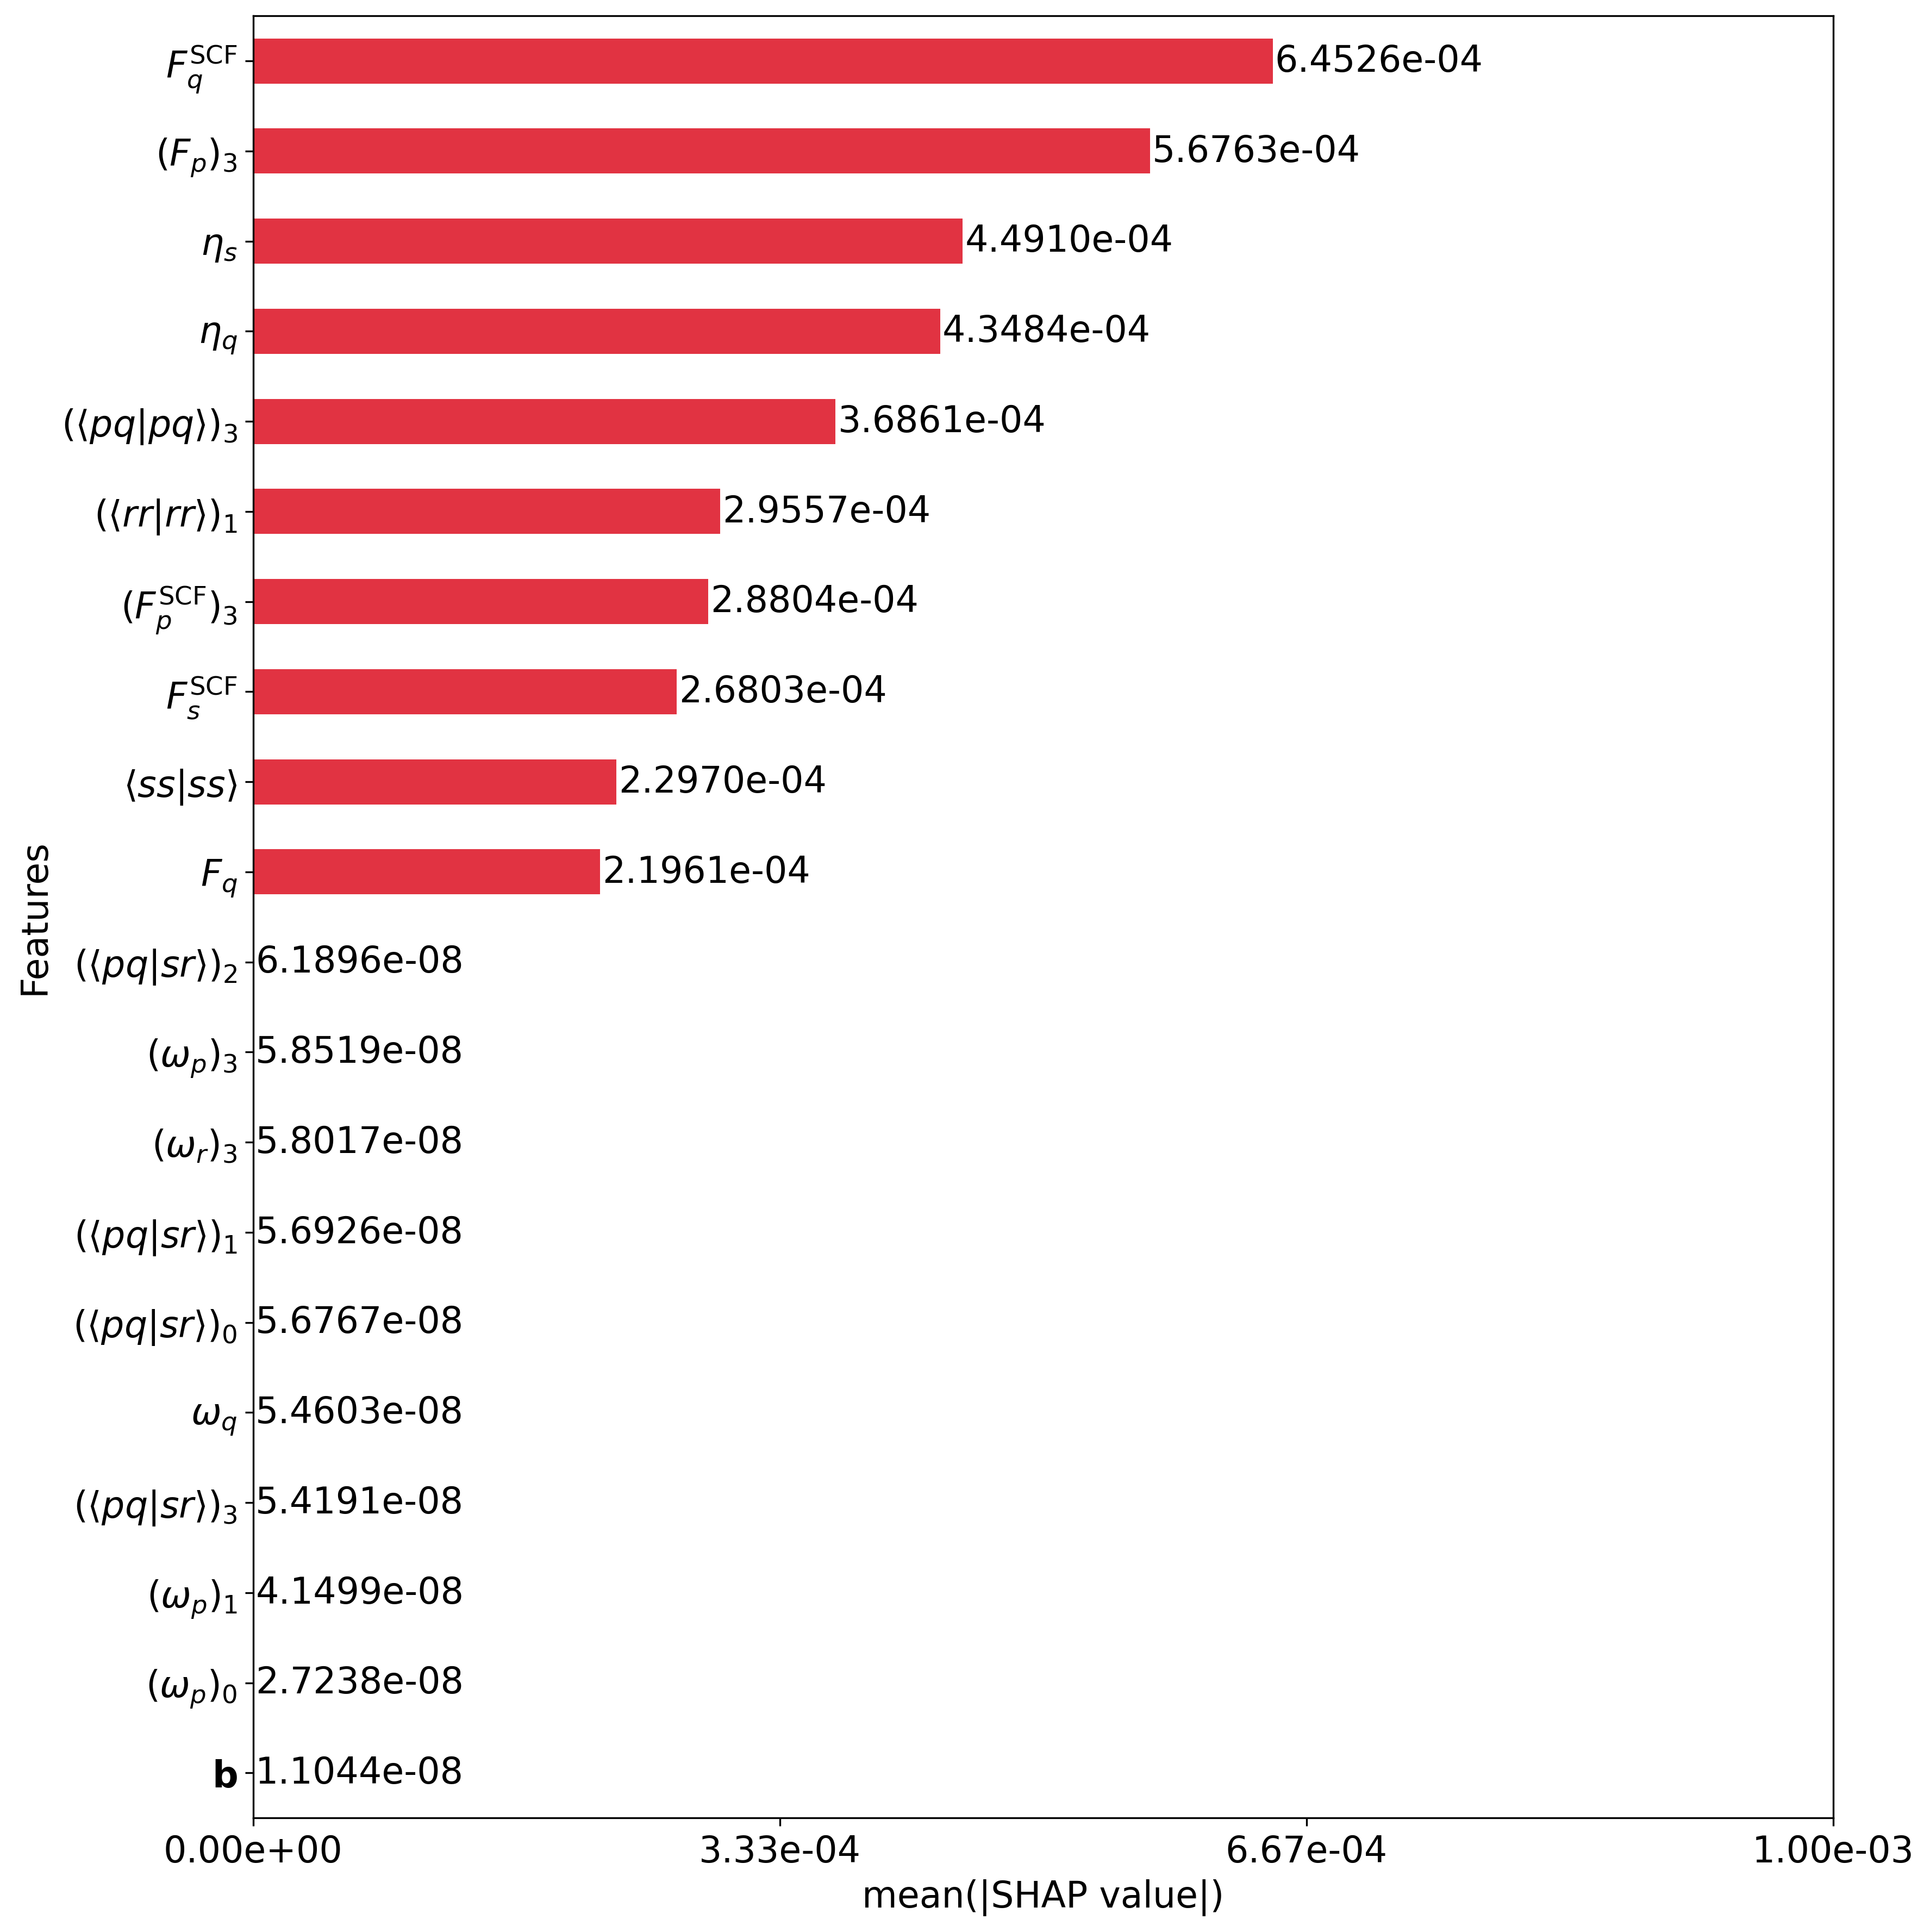 F_q^SCF 6.4526e-04
(F_p)_3 5.6763e-04
η_s 4.4910e-04
η_q 4.3484e-04
(⟨pq|pq⟩)_3 3.6861e-04
(⟨rr|rr⟩)_1 2.9557e-04
(F_p^SCF)_3 2.8804e-04
F_s^SCF 2.6803e-04
⟨ss|ss⟩ 2.2970e-04
F_q 2.1961e-04
(⟨pq|sr⟩)_2 6.1896e-08
(ω_p)_3 5.8519e-08
(ω_r)_3 5.8017e-08
(⟨pq|sr⟩)_1 5.6926e-08
(⟨pq|sr⟩)_0 5.6767e-08
ω_q 5.4603e-08
(⟨pq|sr⟩)_3 5.4191e-08
(ω_p)_1 4.1499e-08
(ω_p)_0 2.7238e-08
b 1.1044e-08
Features
0.00e+00 3.33e-04 6.67e-04 1.00e-03
mean(|SHAP value|)